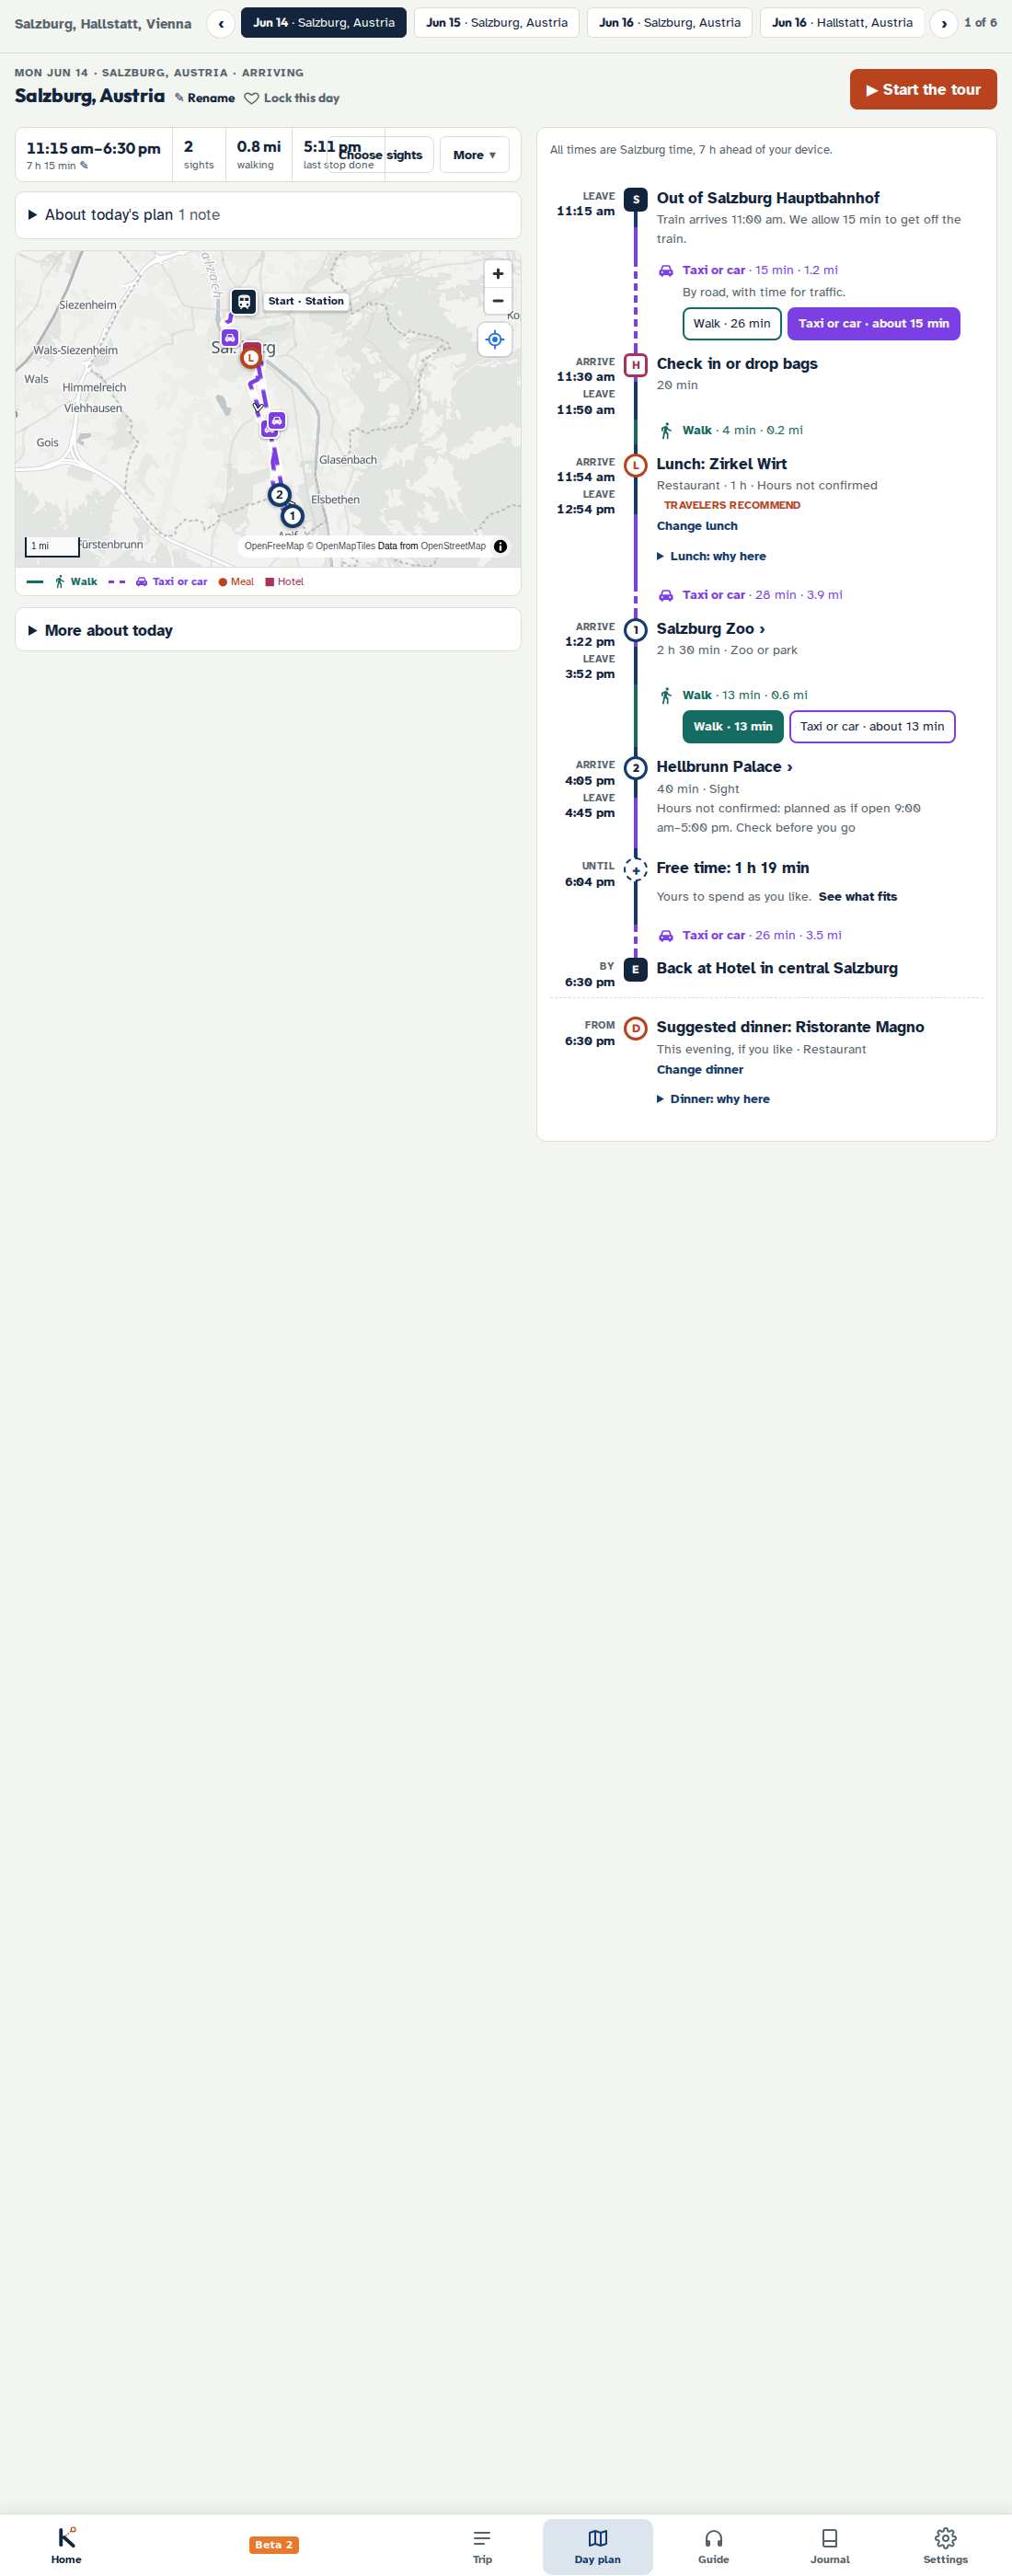 Salzburg, Hallstatt, Vienna
‹
Jun 14 · Salzburg, Austria
Jun 15 · Salzburg, Austria
Jun 16 · Salzburg, Austria
Jun 16 · Hallstatt, Austria
›
1 of 6
MON JUN 14 · SALZBURG, AUSTRIA · ARRIVING
Salzburg, Austria ✎ Rename Lock this day
▶ Start the tour
11:15 am–6:30 pm
7 h 15 min ✎
2
sights
0.8 mi
walking
5:11 pm
last stop done
Choose sights
More ▼
▶ About today's plan 1 note
Siezenheim
Start · Station
Wals-Siezenheim
Wals
Himmelreich
Viehhausen
Gois
L
Glasenbach
Elsbethen
2
1
1 mi
OpenFreeMap © OpenMapTiles Data from OpenStreetMap
Walk
Taxi or car
Meal
Hotel
▶ More about today
All times are Salzburg time, 7 h ahead of your device.
LEAVE
11:15 am
S
Out of Salzburg Hauptbahnhof
Train arrives 11:00 am. We allow 15 min to get off the
train.
Taxi or car · 15 min · 1.2 mi
By road, with time for traffic.
Walk · 26 min
Taxi or car · about 15 min
ARRIVE
11:30 am
LEAVE
11:50 am
H
Check in or drop bags
20 min
Walk · 4 min · 0.2 mi
ARRIVE
11:54 am
LEAVE
12:54 pm
L
Lunch: Zirkel Wirt
Restaurant · 1 h · Hours not confirmed
TRAVELERS RECOMMEND
Change lunch
▶ Lunch: why here
Taxi or car · 28 min · 3.9 mi
ARRIVE
1:22 pm
LEAVE
3:52 pm
1
Salzburg Zoo ›
2 h 30 min · Zoo or park
Walk · 13 min · 0.6 mi
Walk · 13 min
Taxi or car · about 13 min
ARRIVE
4:05 pm
LEAVE
4:45 pm
2
Hellbrunn Palace ›
40 min · Sight
Hours not confirmed: planned as if open 9:00
am–5:00 pm. Check before you go
UNTIL
6:04 pm
+
Free time: 1 h 19 min
Yours to spend as you like. See what fits
Taxi or car · 26 min · 3.5 mi
BY
6:30 pm
E
Back at Hotel in central Salzburg
FROM
6:30 pm
D
Suggested dinner: Ristorante Magno
This evening, if you like · Restaurant
Change dinner
▶ Dinner: why here
Home
Beta 2
Trip
Day plan
Guide
Journal
Settings